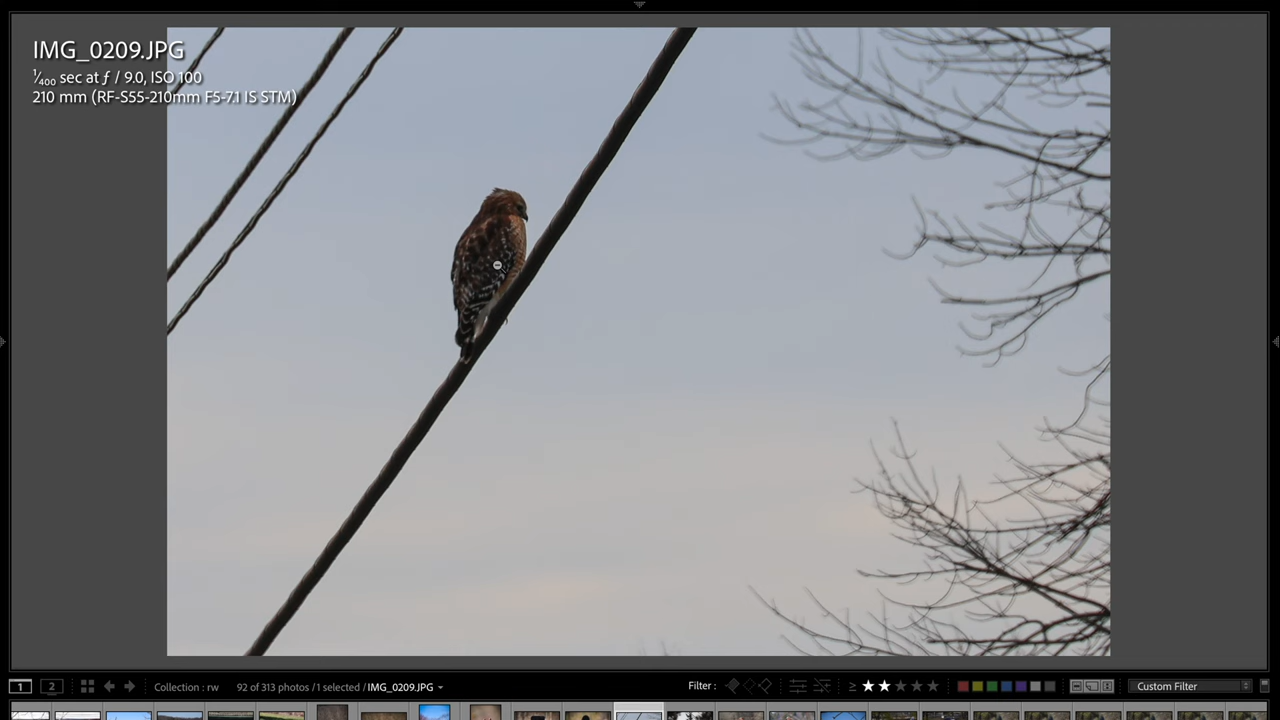 IMG_0209.JPG
1/400 sec at ƒ / 9.0, ISO 100
210 mm (RF-S55-210mm F5-7.1 IS STM)
1 2 Collection : rw 92 of 313 photos / 1 selected / IMG_0209.JPG Filter : ≥ ★★★★★ Custom Filter